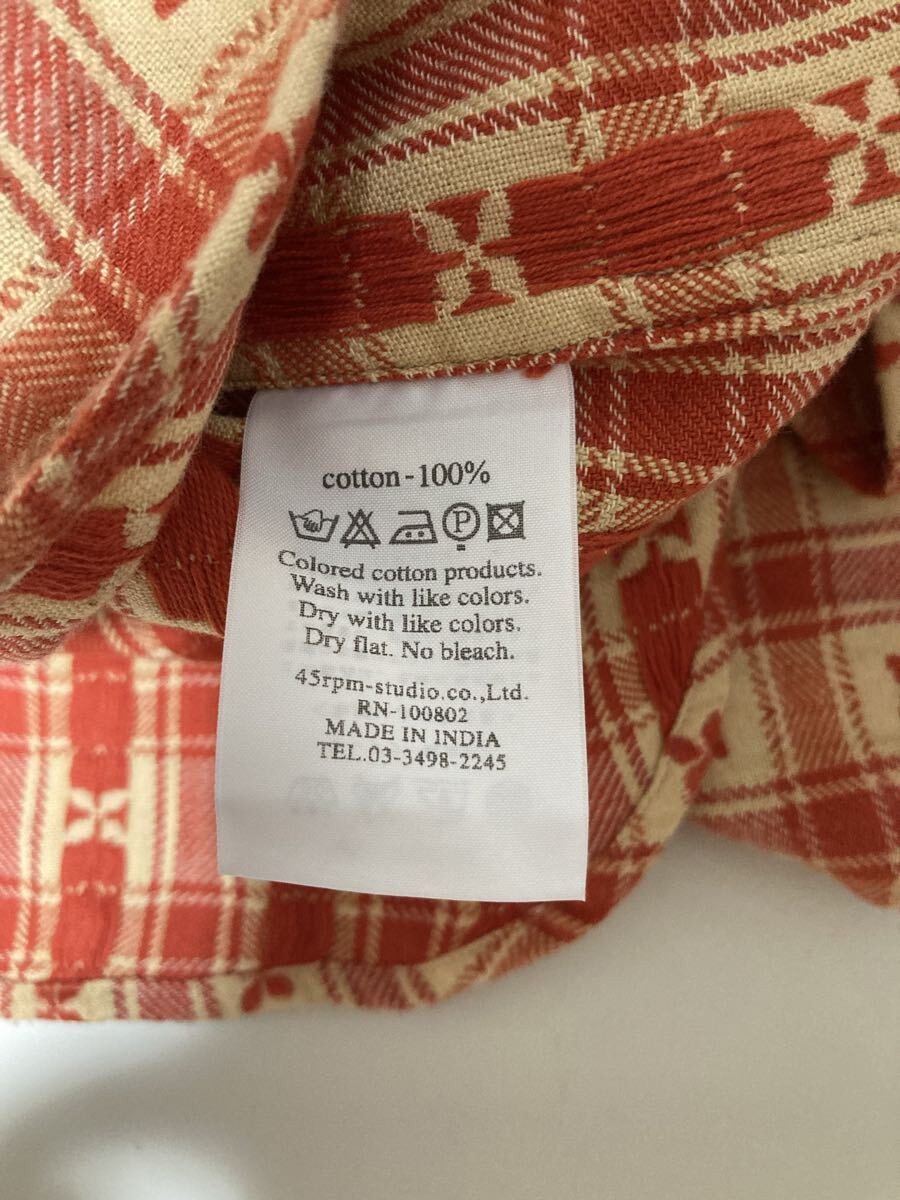 cotton-100%
P
Colored cotton products.
Wash with like colors.
Dry with like colors.
Dry flat. No bleach.
45rpm-studio.co.,Ltd.
RN-100802
MADE IN INDIA
TEL.03-3498-2245